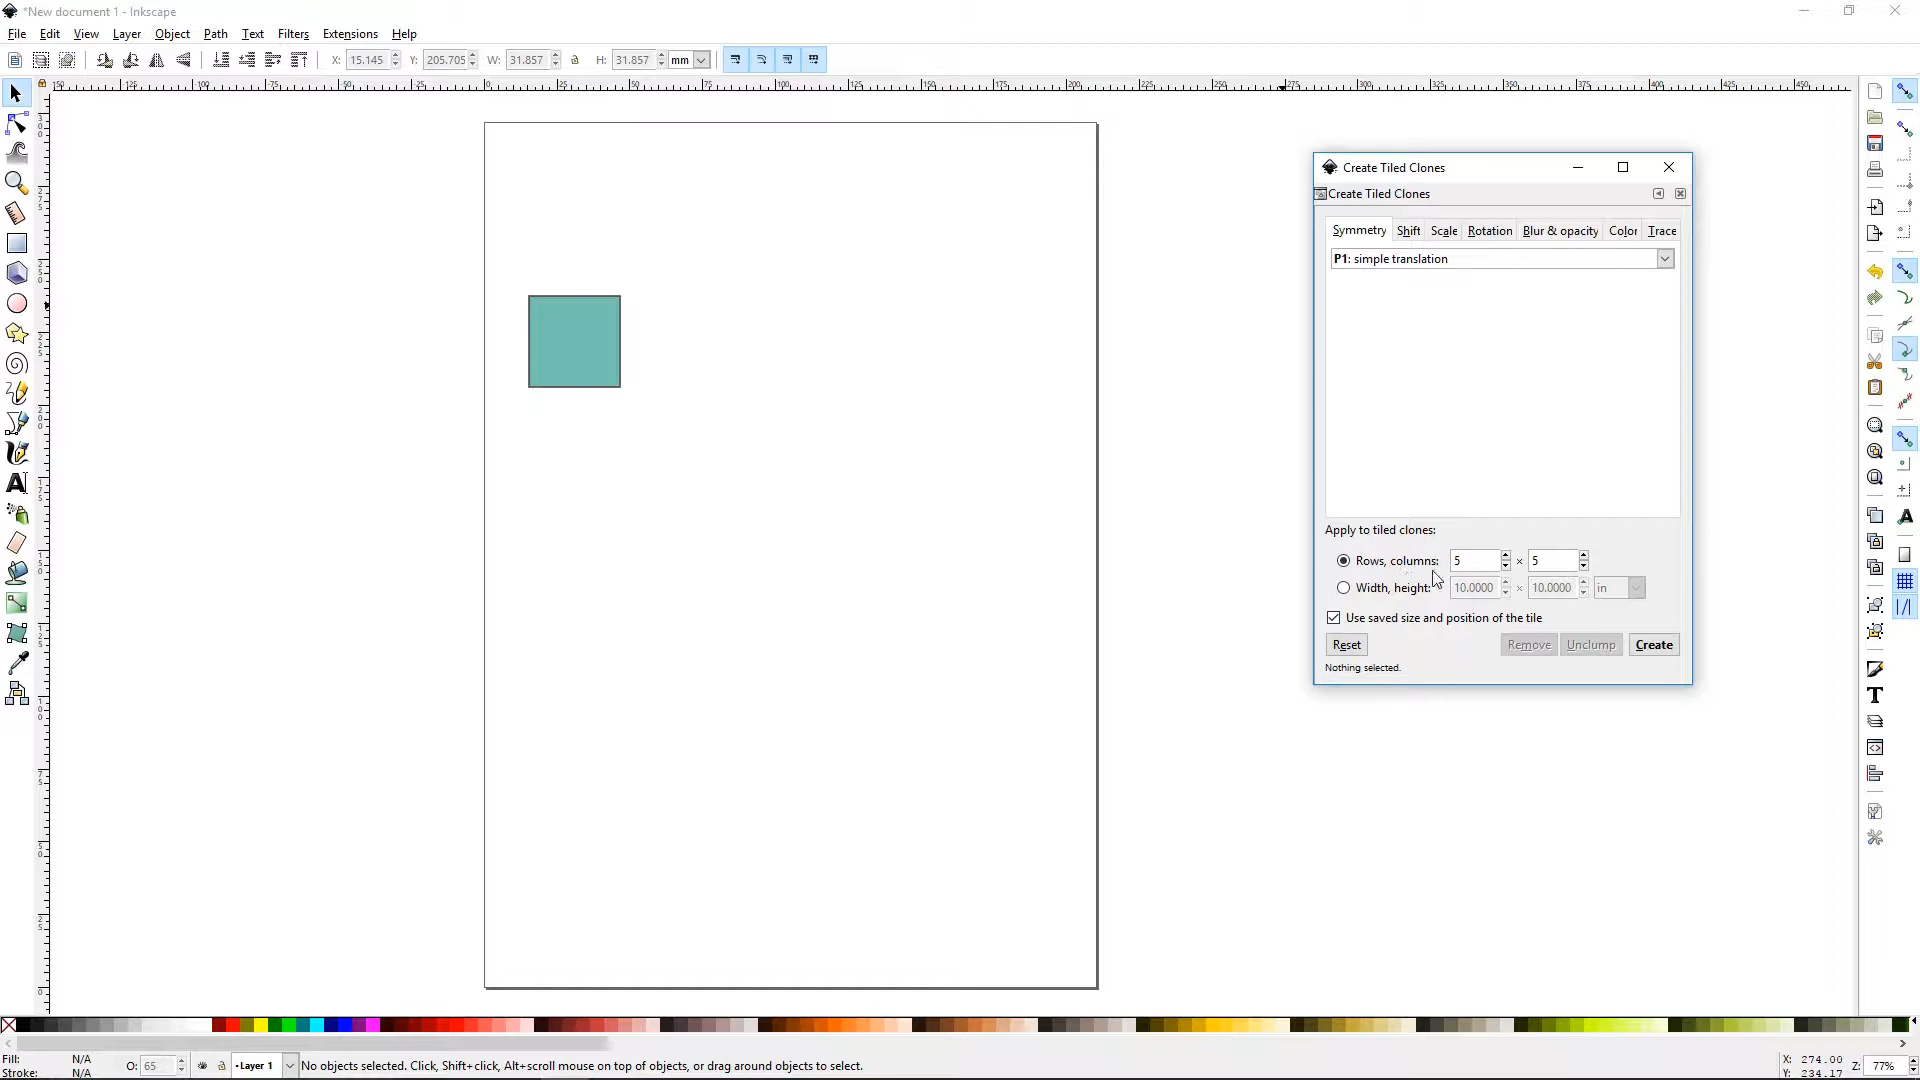 *New document 1 - Inkscape
File Edit View Layer Object Path Text Filters Extensions Help
X: 15.145 Y: 205.705 W: 31.857 H: 31.857 mm
Create Tiled Clones
Create Tiled Clones
Symmetry Shift Scale Rotation Blur & opacity Color Trace
P1: simple translation
Apply to tiled clones:
Rows, columns: 5 × 5
Width, height: 10.0000 × 10.0000 in
Use saved size and position of the tile
Reset Remove Unclump Create
Nothing selected.
Fill: N/A
Stroke: N/A
O: 65 •Layer 1 No objects selected. Click, Shift+click, Alt+scroll mouse on top of objects, or drag around objects to select.
X: 274.00
Y: 234.17
Z: 77%